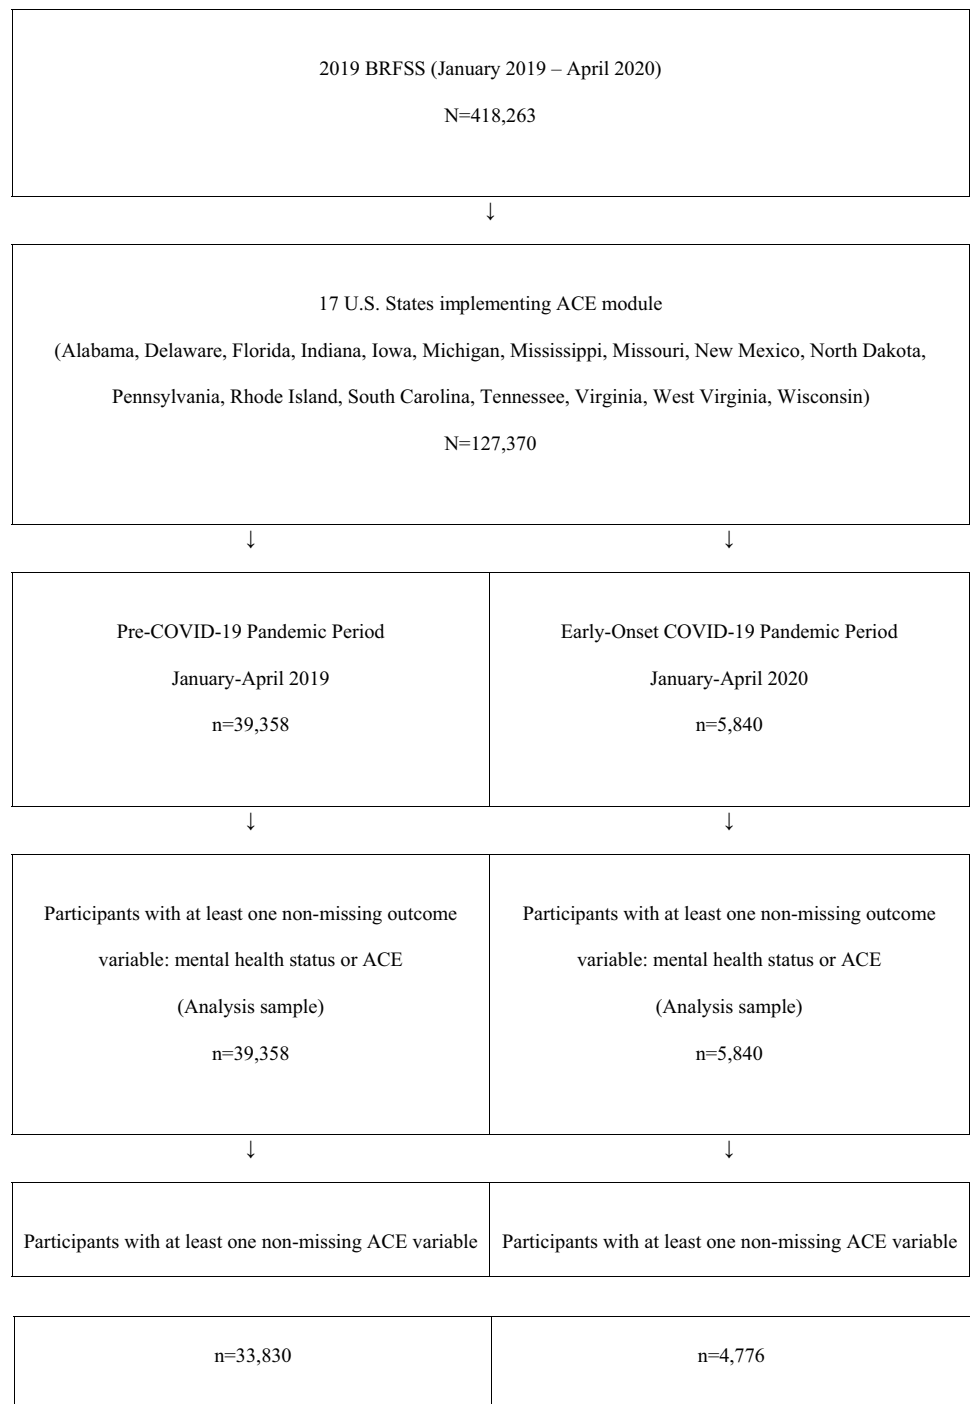 2019 BRFSS (January 2019 – April 2020)
N=418,263
↓
17 U.S. States implementing ACE module
(Alabama, Delaware, Florida, Indiana, Iowa, Michigan, Mississippi, Missouri, New Mexico, North Dakota,
Pennsylvania, Rhode Island, South Carolina, Tennessee, Virginia, West Virginia, Wisconsin)
N=127,370
↓ ↓
Pre-COVID-19 Pandemic Period
January-April 2019
n=39,358
Early-Onset COVID-19 Pandemic Period
January-April 2020
n=5,840
↓ ↓
Participants with at least one non-missing outcome
variable: mental health status or ACE
(Analysis sample)
n=39,358
Participants with at least one non-missing outcome
variable: mental health status or ACE
(Analysis sample)
n=5,840
↓ ↓
Participants with at least one non-missing ACE variable
Participants with at least one non-missing ACE variable
n=33,830
n=4,776